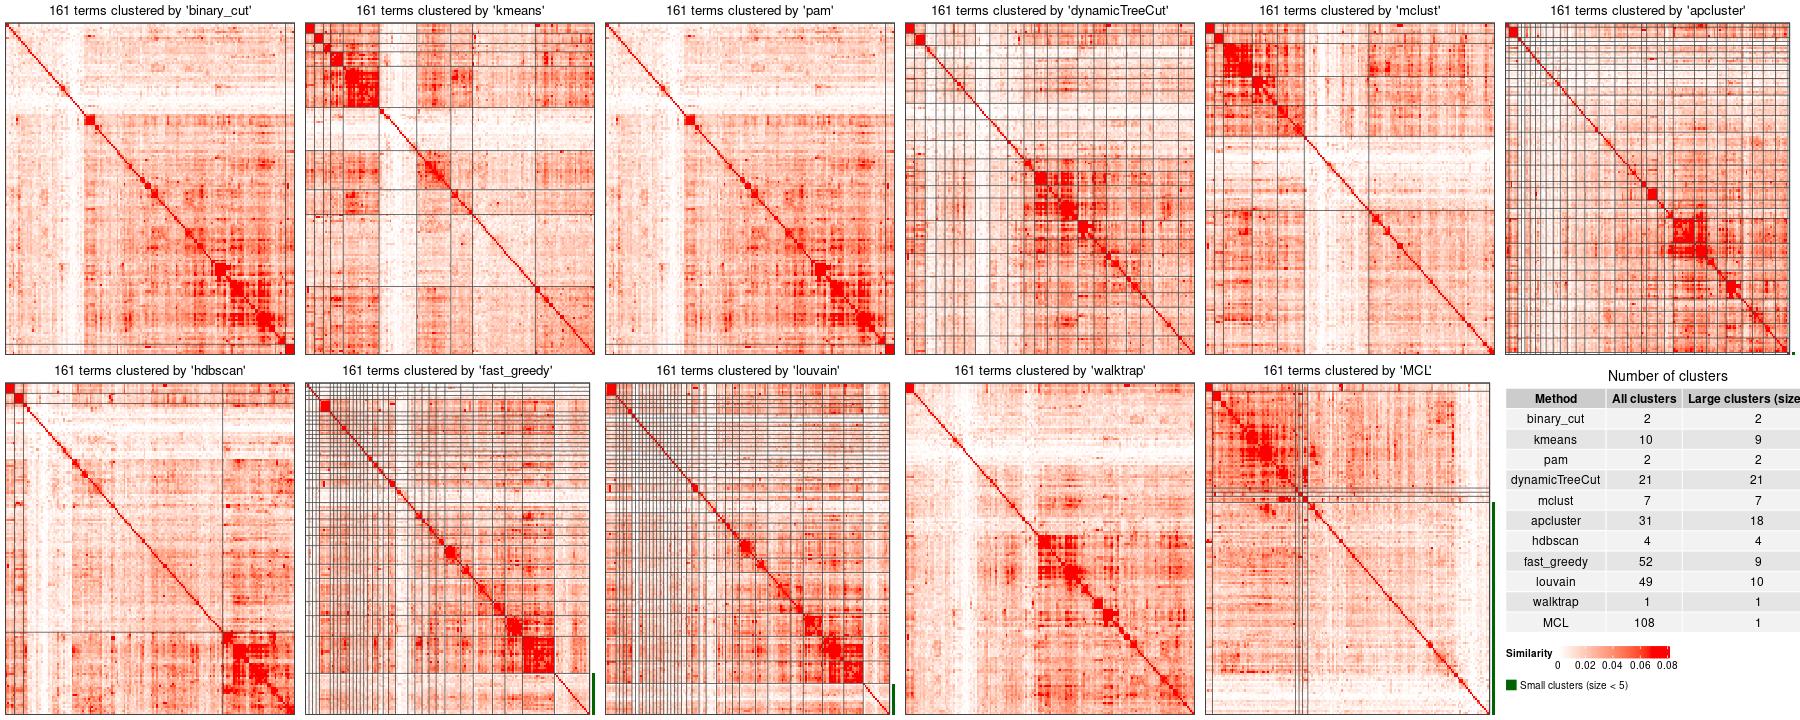 161 terms clustered by 'binary_cut'
161 terms clustered by 'kmeans'
161 terms clustered by 'pam'
161 terms clustered by 'dynamicTreeCut'
161 terms clustered by 'mclust'
161 terms clustered by 'apcluster'
161 terms clustered by 'hdbscan'
161 terms clustered by 'fast_greedy'
161 terms clustered by 'louvain'
161 terms clustered by 'walktrap'
161 terms clustered by 'MCL'
Number of clusters
Method All clusters Large clusters (size
binary_cut 2 2
kmeans 10 9
pam 2 2
dynamicTreeCut 21 21
mclust 7 7
apcluster 31 18
hdbscan 4 4
fast_greedy 52 9
louvain 49 10
walktrap 1 1
MCL 108 1
Similarity
0 0.02 0.04 0.06 0.08
Small clusters (size < 5)